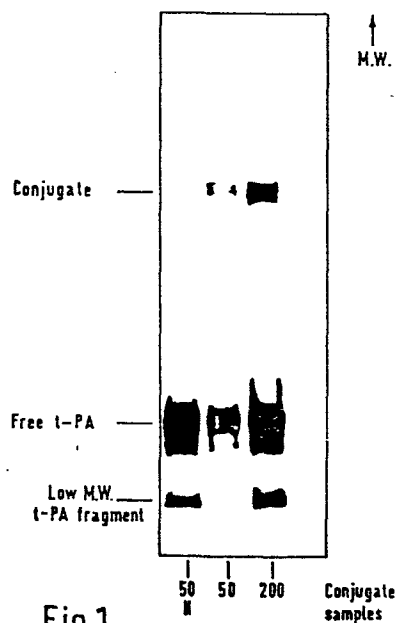 M.W.
Conjugate
Free t-PA
Low M.W.
t-PA fragment
50 50 200 Conjugate
samples
Fig.1